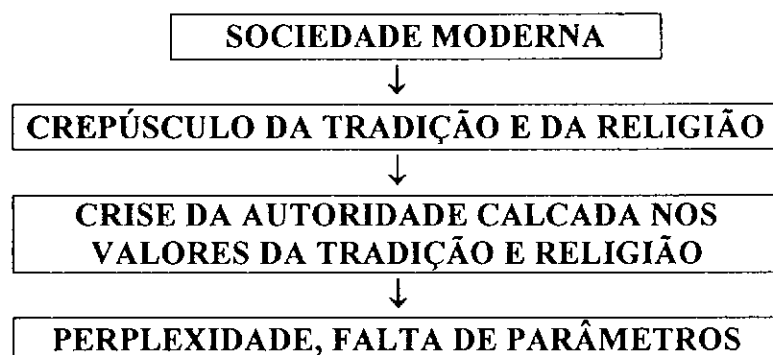 SOCIEDADE MODERNA
CREPÚSCULO DA TRADIÇÃO E DA RELIGIÃO
CRISE DA AUTORIDADE CALCADA NOS
VALORES DA TRADIÇÃO E RELIGIÃO
PERPLEXIDADE, FALTA DE PARÂMETROS